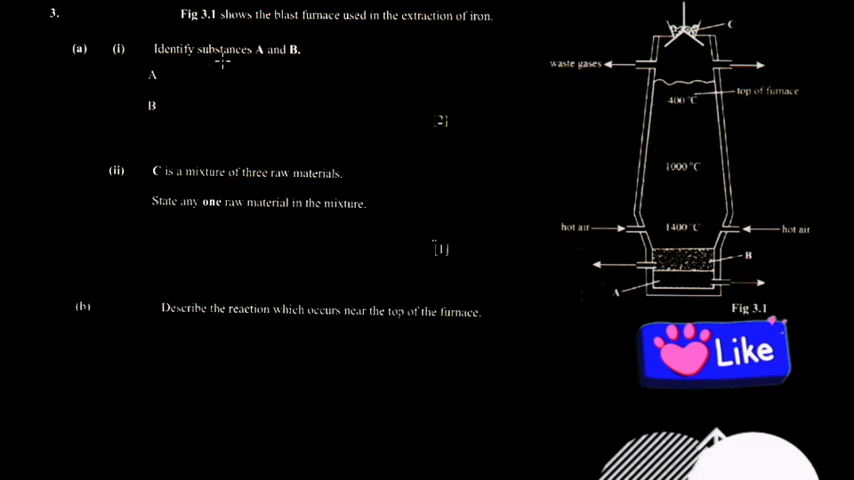 3.
Fig 3.1 shows the blast furnace used in the extraction of iron.
(a) (i) Identify substances A and B.
A
B
[2]
(ii) C is a mixture of three raw materials.
State any one raw material in the mixture.
[1]
(b) Describe the reaction which occurs near the top of the furnace.
C
waste gases
400 °C
top of furnace
1000 °C
hot air
1400 °C
hot air
B
A
Fig 3.1
Like